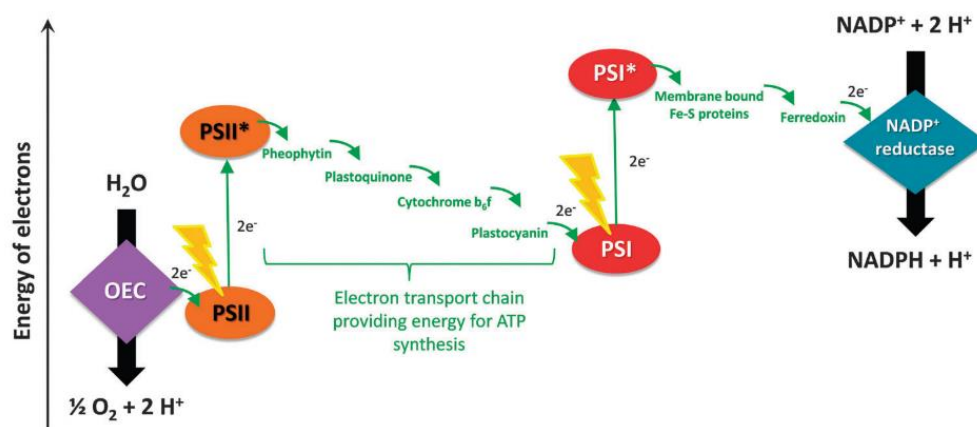 Energy of electrons
H₂O
OEC
½ O₂ + 2 H⁺
2e⁻
PSII
2e⁻
PSII*
Pheophytin
Plastoquinone
Cytochrome b₆f
Plastocyanin
2e⁻
Electron transport chain
providing energy for ATP
synthesis
PSI
2e⁻
PSI*
Membrane bound
Fe-S proteins
Ferredoxin
2e⁻
NADP⁺ + 2 H⁺
NADP⁺
reductase
NADPH + H⁺